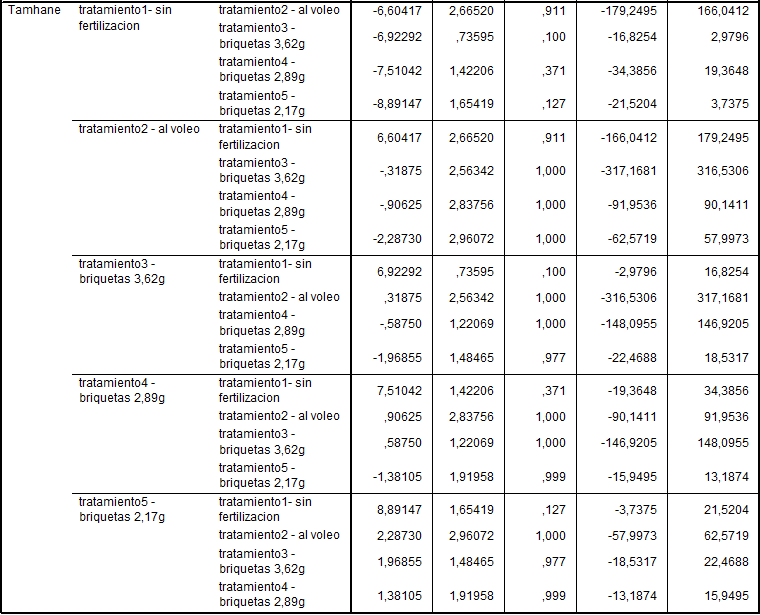 Tamhane tratamiento1- sin fertilizacion tratamiento2 - al voleo -6,60417 2,66520 ,911 -179,2495 166,0412
tratamiento3 - briquetas 3,62g -6,92292 ,73595 ,100 -16,8254 2,9796
tratamiento4 - briquetas 2,89g -7,51042 1,42206 ,371 -34,3856 19,3648
tratamiento5 - briquetas 2,17g -8,89147 1,65419 ,127 -21,5204 3,7375
tratamiento2 - al voleo tratamiento1- sin fertilizacion 6,60417 2,66520 ,911 -166,0412 179,2495
tratamiento3 - briquetas 3,62g -,31875 2,56342 1,000 -317,1681 316,5306
tratamiento4 - briquetas 2,89g -,90625 2,83756 1,000 -91,9536 90,1411
tratamiento5 - briquetas 2,17g -2,28730 2,96072 1,000 -62,5719 57,9973
tratamiento3 - briquetas 3,62g tratamiento1- sin fertilizacion 6,92292 ,73595 ,100 -2,9796 16,8254
tratamiento2 - al voleo ,31875 2,56342 1,000 -316,5306 317,1681
tratamiento4 - briquetas 2,89g -,58750 1,22069 1,000 -148,0955 146,9205
tratamiento5 - briquetas 2,17g -1,96855 1,48465 ,977 -22,4688 18,5317
tratamiento4 - briquetas 2,89g tratamiento1- sin fertilizacion 7,51042 1,42206 ,371 -19,3648 34,3856
tratamiento2 - al voleo ,90625 2,83756 1,000 -90,1411 91,9536
tratamiento3 - briquetas 3,62g ,58750 1,22069 1,000 -146,9205 148,0955
tratamiento5 - briquetas 2,17g -1,38105 1,91958 ,999 -15,9495 13,1874
tratamiento5 - briquetas 2,17g tratamiento1- sin fertilizacion 8,89147 1,65419 ,127 -3,7375 21,5204
tratamiento2 - al voleo 2,28730 2,96072 1,000 -57,9973 62,5719
tratamiento3 - briquetas 3,62g 1,96855 1,48465 ,977 -18,5317 22,4688
tratamiento4 - briquetas 2,89g 1,38105 1,91958 ,999 -13,1874 15,9495